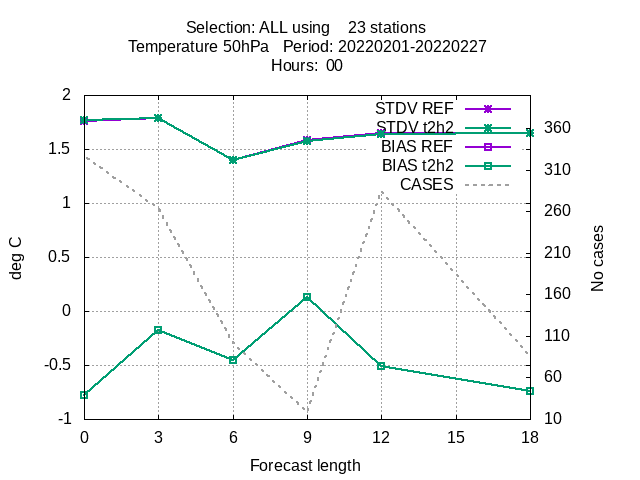 Selection: ALL using 23 stations
Temperature 50hPa Period: 20220201-20220227
Hours: 00
2
1.5
1
0.5
0
-0.5
-1
deg C
STDV REF
STDV t2h2
BIAS REF
BIAS t2h2
CASES
360
310
260
210
160
110
60
10
No cases
0 3 6 9 12 15 18
Forecast length